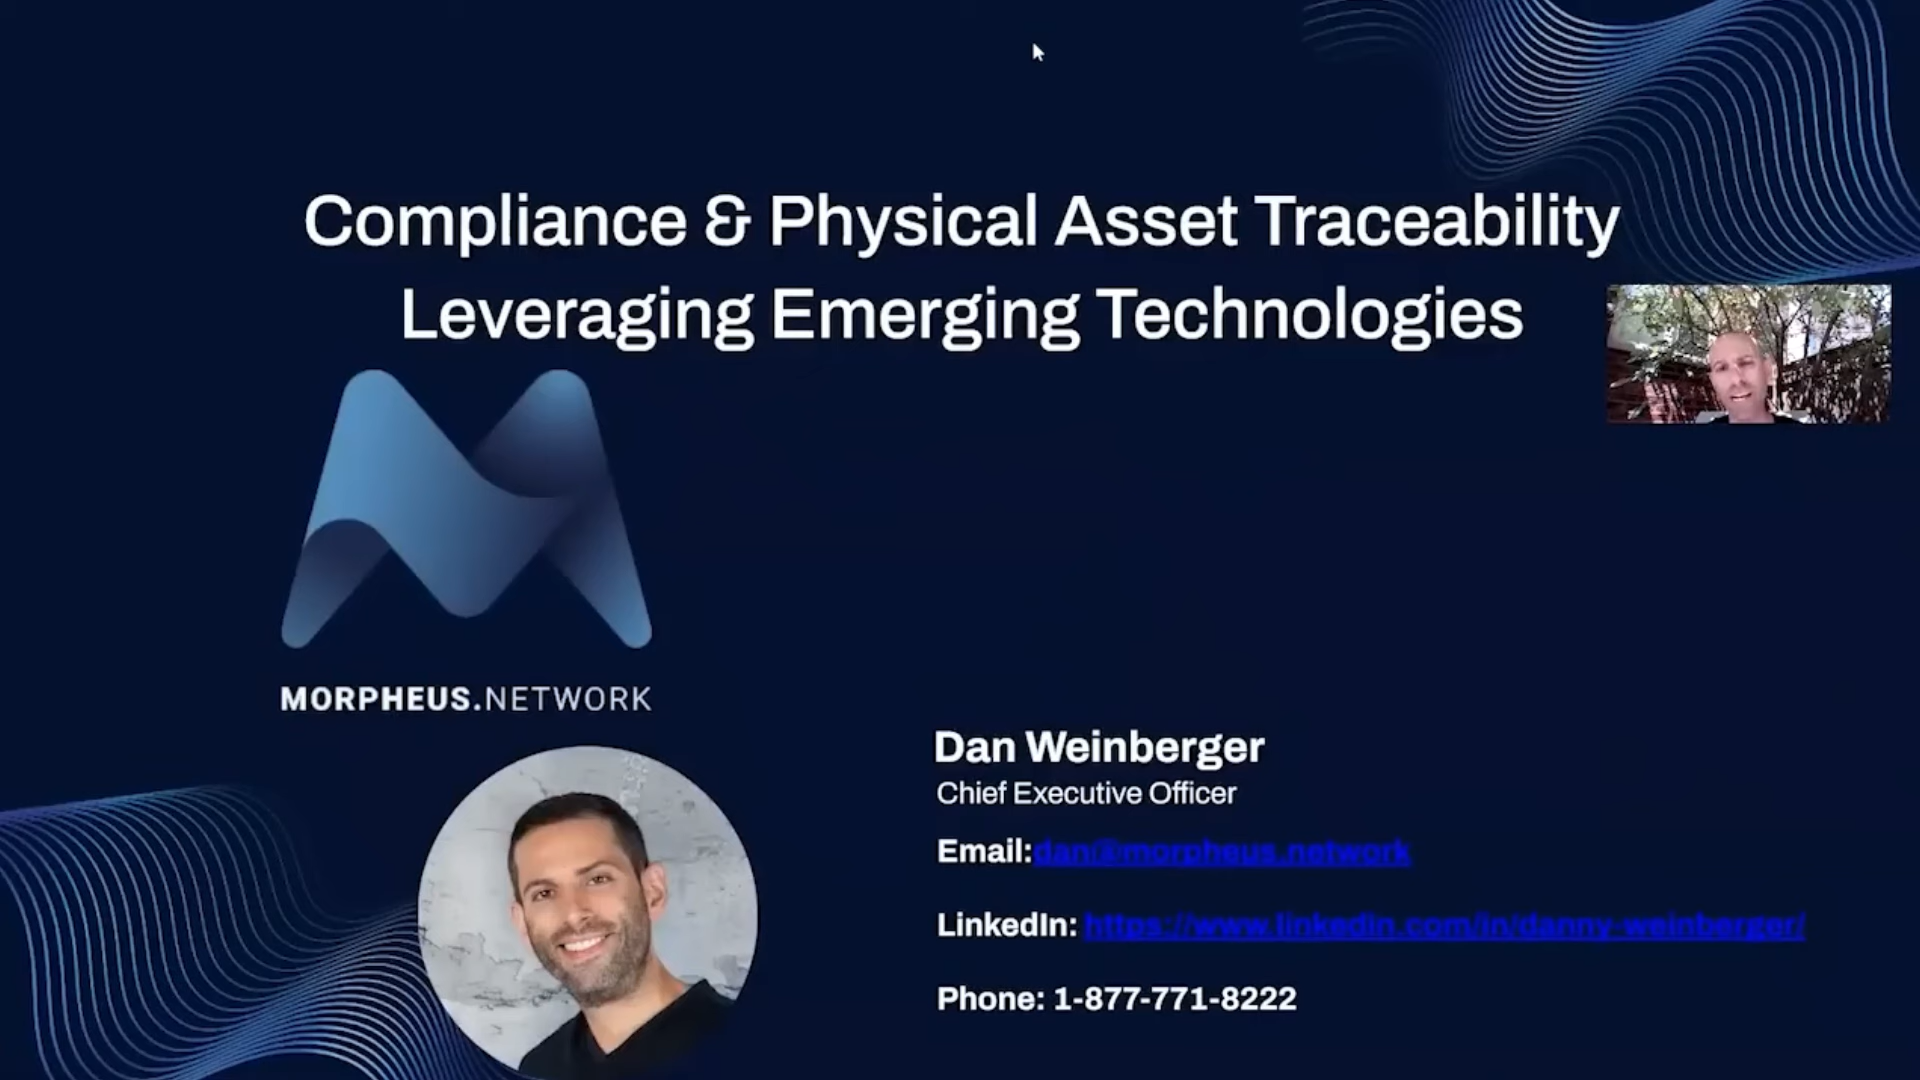 Compliance & Physical Asset Traceability
Leveraging Emerging Technologies
MORPHEUS.NETWORK
Dan Weinberger
Chief Executive Officer
Email:dan@morpheus.network
LinkedIn: https://www.linkedin.com/in/danny-weinberger/
Phone: 1-877-771-8222